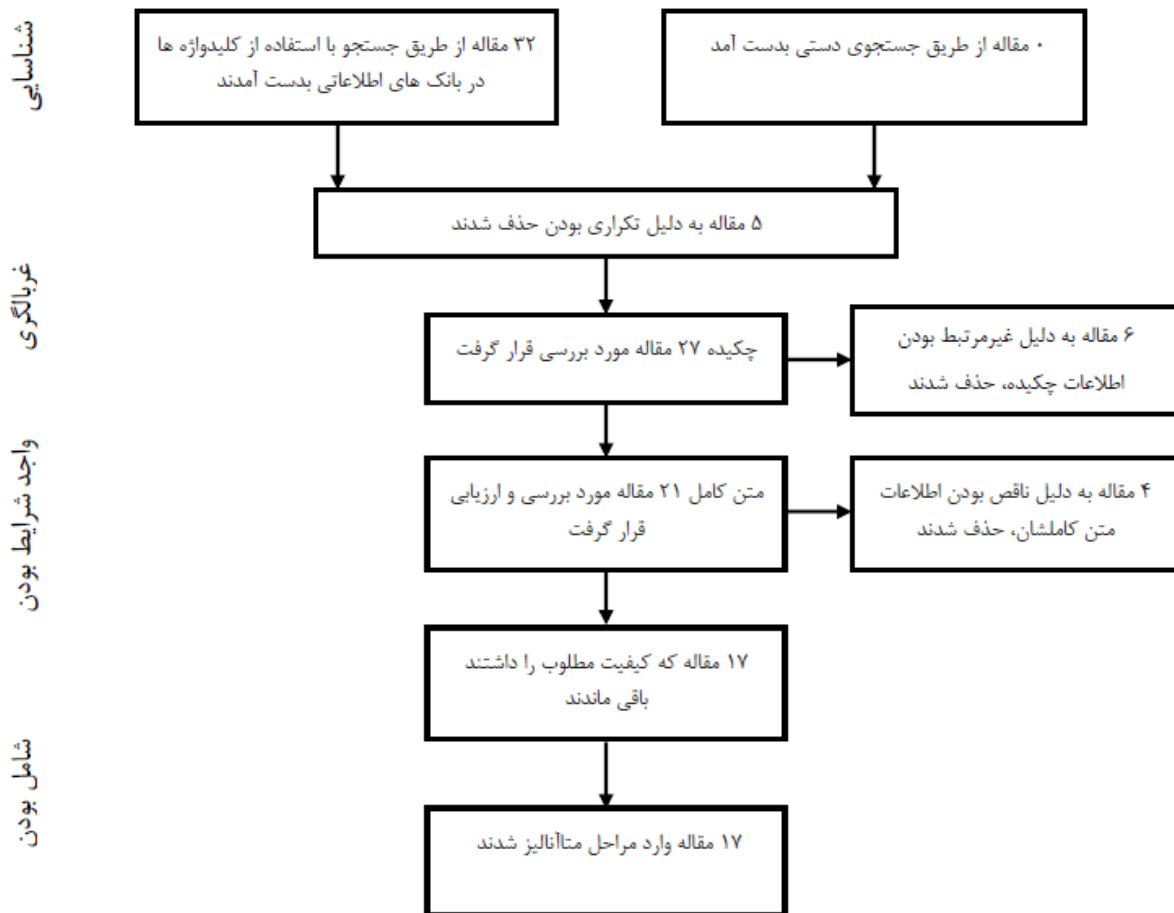 شناسایی
۰ مقاله از طریق جستجوی دستی بدست آمد
۳۲ مقاله از طریق جستجو با استفاده از کلیدواژه ها
در بانک های اطلاعاتی بدست آمدند
۵ مقاله به دلیل تکراری بودن حذف شدند
غربالگری
چکیده ۲۷ مقاله مورد بررسی قرار گرفت
۶ مقاله به دلیل غیرمرتبط بودن
اطلاعات چکیده، حذف شدند
واجد شرایط بودن
متن کامل ۲۱ مقاله مورد بررسی و ارزیابی
قرار گرفت
۴ مقاله به دلیل ناقص بودن اطلاعات
متن کاملشان، حذف شدند
۱۷ مقاله که کیفیت مطلوب را داشتند
باقی ماندند
شامل بودن
۱۷ مقاله وارد مراحل متاآنالیز شدند